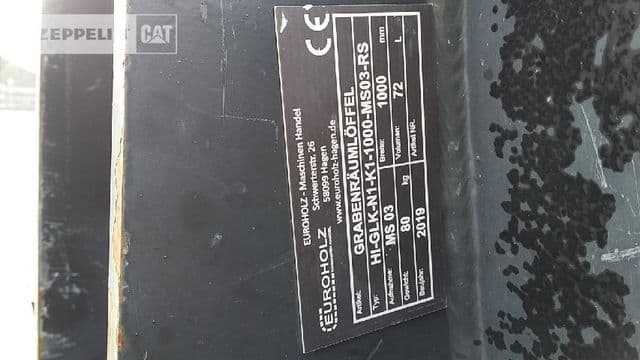 ZEPPELIN CAT
CE
EUROHOLZ
EUROHOLZ - Maschinen Handel
Schwerterstr. 26
58099 Hagen
www.euroholz-hagen.de
Artikel: GRABENRÄUMLÖFFEL
Typ: HI-GLK-N1-K1-1000-MS03-RS
Aufnahme: MS 03 Breite: 1000 mm
Gewicht: 80 kg Volumen: 72 L
Baujahr: 2019 Artikel NR.